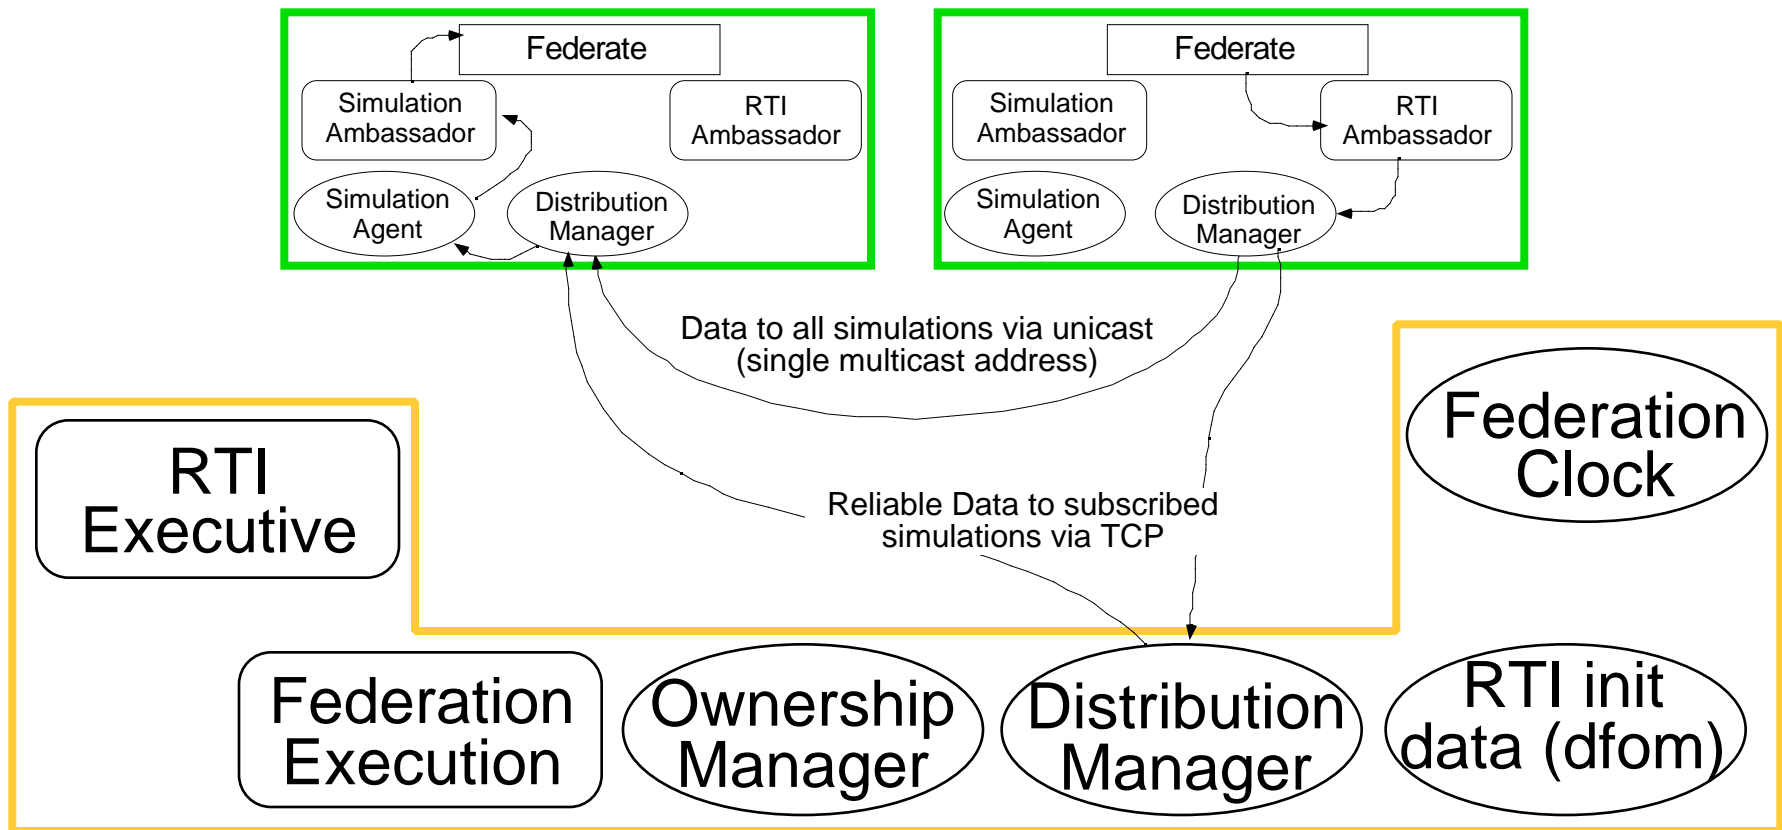 Federate
Simulation
Ambassador
RTI
Ambassador
Simulation
Agent
Distribution
Manager
Federate
Simulation
Ambassador
RTI
Ambassador
Simulation
Agent
Distribution
Manager
Data to all simulations via unicast
(single multicast address)
RTI
Executive
Federation
Clock
Reliable Data to subscribed
simulations via TCP
Federation
Execution
Ownership
Manager
Distribution
Manager
RTI init
data (dfom)